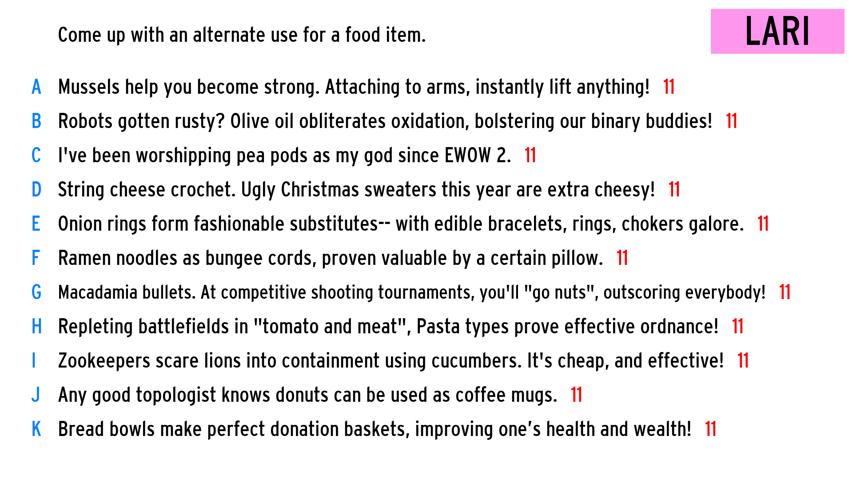 Come up with an alternate use for a food item.
LARI
A Mussels help you become strong. Attaching to arms, instantly lift anything! 11
B Robots gotten rusty? Olive oil obliterates oxidation, bolstering our binary buddies! 11
C I've been worshipping pea pods as my god since EWOW 2. 11
D String cheese crochet. Ugly Christmas sweaters this year are extra cheesy! 11
E Onion rings form fashionable substitutes-- with edible bracelets, rings, chokers galore. 11
F Ramen noodles as bungee cords, proven valuable by a certain pillow. 11
G Macadamia bullets. At competitive shooting tournaments, you'll "go nuts", outscoring everybody! 11
H Repleting battlefields in "tomato and meat", Pasta types prove effective ordnance! 11
I Zookeepers scare lions into containment using cucumbers. It's cheap, and effective! 11
J Any good topologist knows donuts can be used as coffee mugs. 11
K Bread bowls make perfect donation baskets, improving one’s health and wealth! 11